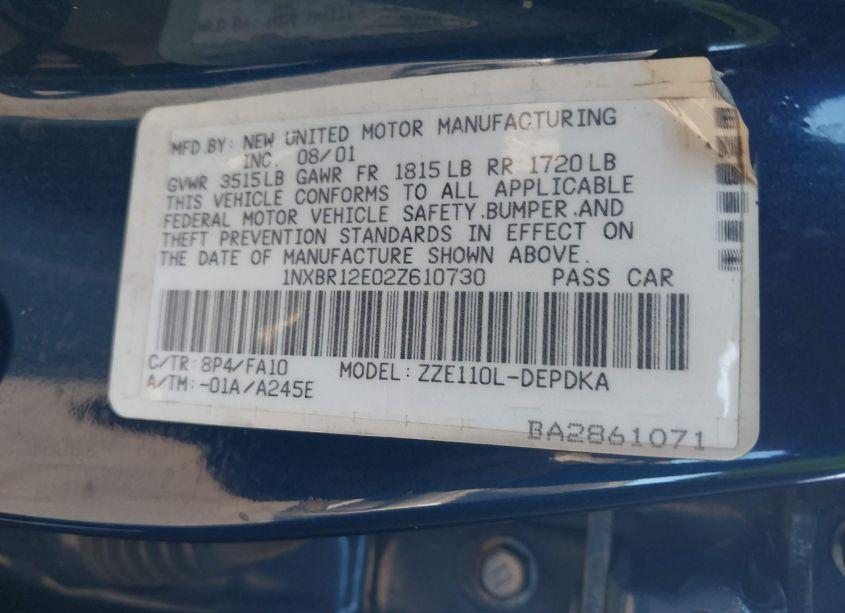 MFD.BY: NEW UNITED MOTOR MANUFACTURING
INC. 08/01
GVWR 3515LB GAWR FR 1815LB RR 1720LB
THIS VEHICLE CONFORMS TO ALL APPLICABLE
FEDERAL MOTOR VEHICLE SAFETY.BUMPER.AND
THEFT PREVENTION STANDARDS IN EFFECT ON
THE DATE OF MANUFACTURE SHOWN ABOVE.
1NXBR12E02Z610730 PASS CAR
C/TR: 8P4/FA10 MODEL: ZZE110L-DEPDKA
A/TM:-01A/A245E
BA2861071